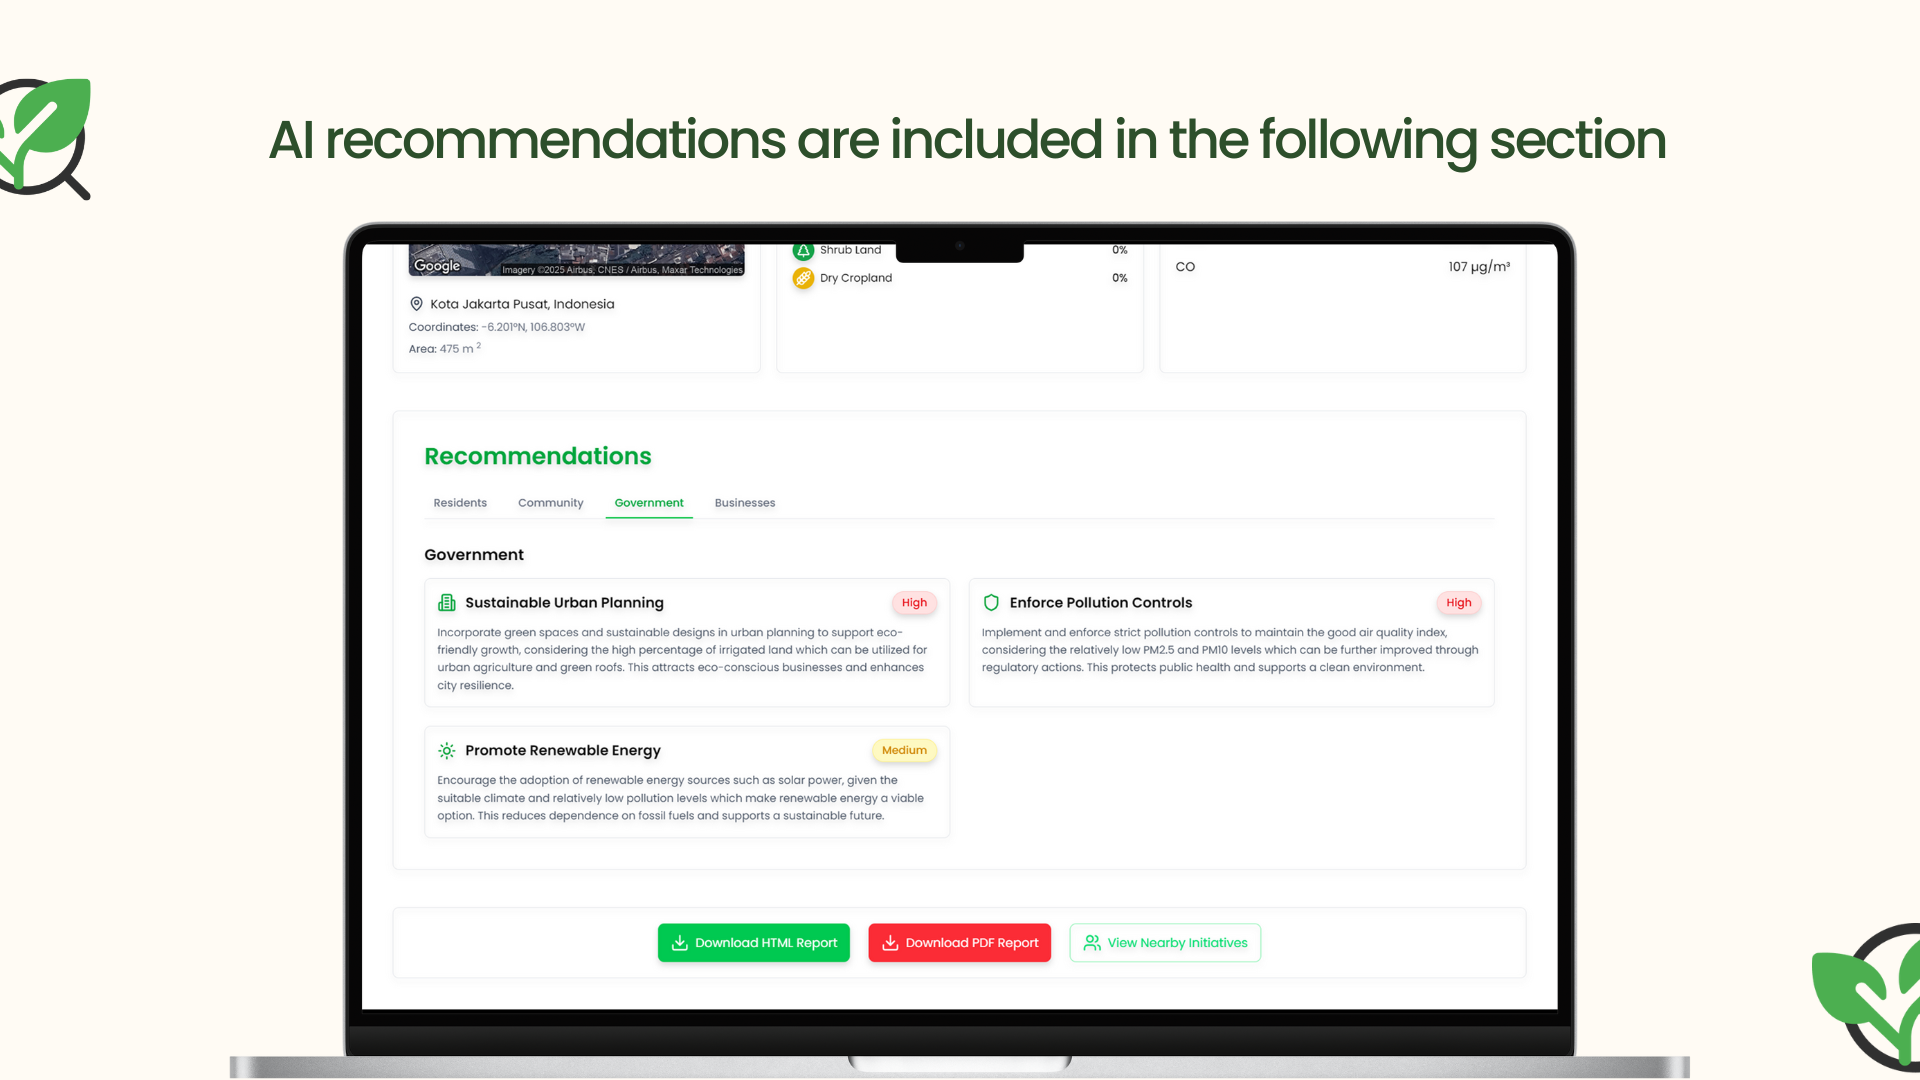 AI recommendations are included in the following section
Google
Imagery ©2025 Airbus, CNES / Airbus, Maxar Technologies
Kota Jakarta Pusat, Indonesia
Coordinates: -6.201°N, 106.803°W
Area: 475 m 2
Shrub Land 0%
Dry Cropland 0%
CO 107 µg/m³
Recommendations
Residents Community Government Businesses
Government
Sustainable Urban Planning High
Incorporate green spaces and sustainable designs in urban planning to support eco-
friendly growth, considering the high percentage of irrigated land which can be utilized for
urban agriculture and green roofs. This attracts eco-conscious businesses and enhances
city resilience.
Enforce Pollution Controls High
Implement and enforce strict pollution controls to maintain the good air quality index,
considering the relatively low PM2.5 and PM10 levels which can be further improved through
regulatory actions. This protects public health and supports a clean environment.
Promote Renewable Energy Medium
Encourage the adoption of renewable energy sources such as solar power, given the
suitable climate and relatively low pollution levels which make renewable energy a viable
option. This reduces dependence on fossil fuels and supports a sustainable future.
Download HTML Report Download PDF Report View Nearby Initiatives